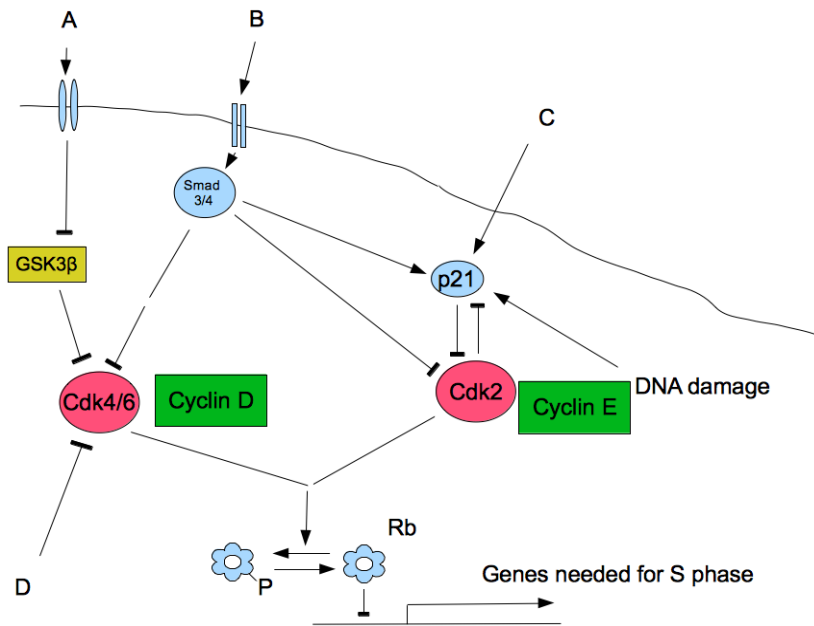 A
B
C
Smad
3/4
GSK3β
p21
Cdk4/6
Cyclin D
Cdk2
Cyclin E
DNA damage
D
Rb
P
Genes needed for S phase